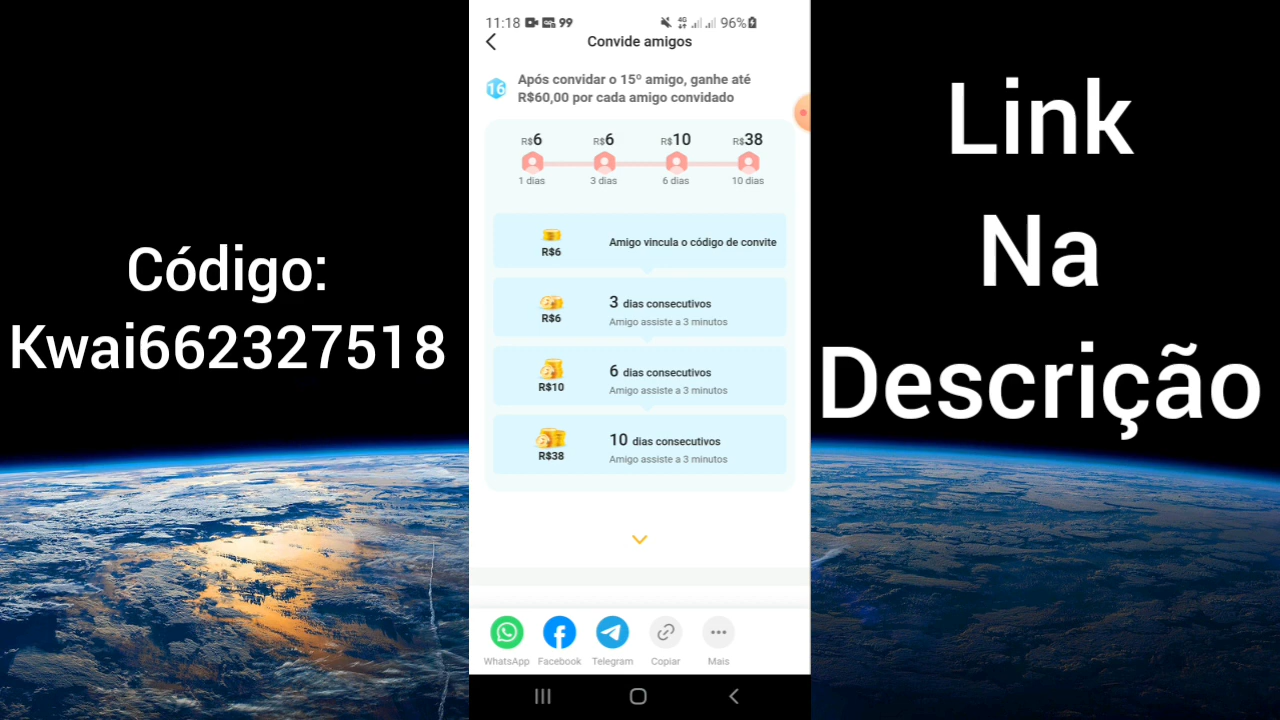 Código:
Kwai662327518
11:18 99 4G 96%
Convide amigos
16 Após convidar o 15º amigo, ganhe até
R$60,00 por cada amigo convidado
R$6 R$6 R$10 R$38
1 dias 3 dias 6 dias 10 dias
R$6 Amigo vincula o código de convite
R$6 3 dias consecutivos
Amigo assiste a 3 minutos
R$10 6 dias consecutivos
Amigo assiste a 3 minutos
R$38 10 dias consecutivos
Amigo assiste a 3 minutos
WhatsApp Facebook Telegram Copiar Mais
Link
Na
Descrição